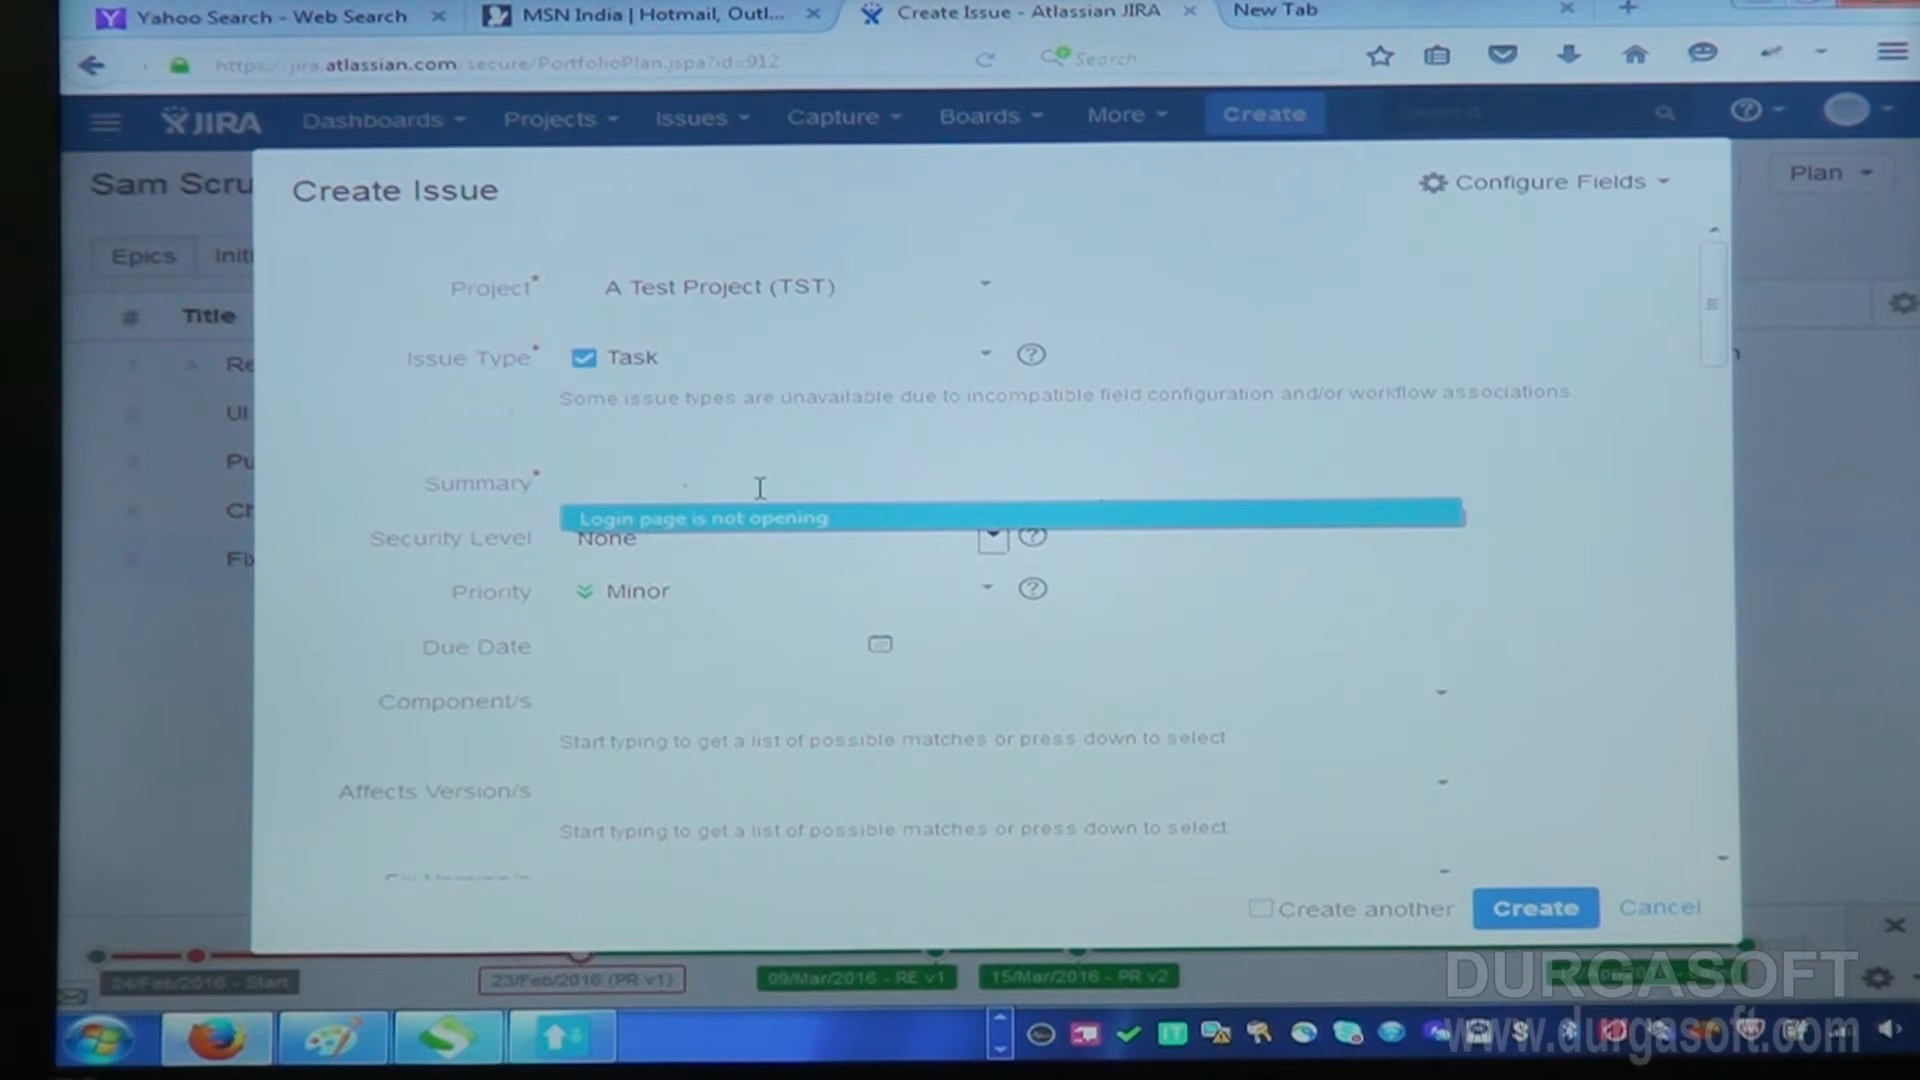 Yahoo Search - Web Search
MSN India | Hotmail, Outl...
Create Issue - Atlassian JIRA
New Tab
https://jira.atlassian.com/secure/PortfolioPlan.jspa?id=912
Search
JIRA
Dashboards
Projects
Issues
Capture
Boards
More
Create
Search
Sam Scru
Create Issue
Configure Fields
Plan
Epics
Initi
Project*
A Test Project (TST)
# Title
Issue Type*
Task
Re
Some issue types are unavailable due to incompatible field configuration and/or workflow associations.
UI
Pu
Summary*
Ch
Login page is not opening
Security Level
None
Fix
Priority
Minor
Due Date
Component/s
Start typing to get a list of possible matches or press down to select.
Affects Version/s
Start typing to get a list of possible matches or press down to select.
Create another
Create
Cancel
04/Feb/2016 - Start
23/Feb/2016 (PR v1)
09/Mar/2016 - RE v1
15/Mar/2016 - PR v2
DURGASOFT
www.durgasoft.com